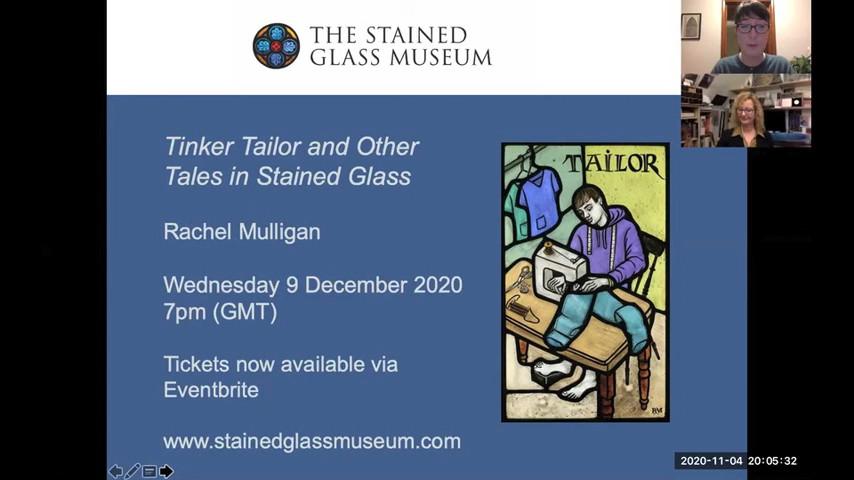 THE STAINED
GLASS MUSEUM
Tinker Tailor and Other
Tales in Stained Glass
Rachel Mulligan
Wednesday 9 December 2020
7pm (GMT)
Tickets now available via
Eventbrite
www.stainedglassmuseum.com
TAILOR
RM
2020-11-04 20:05:32